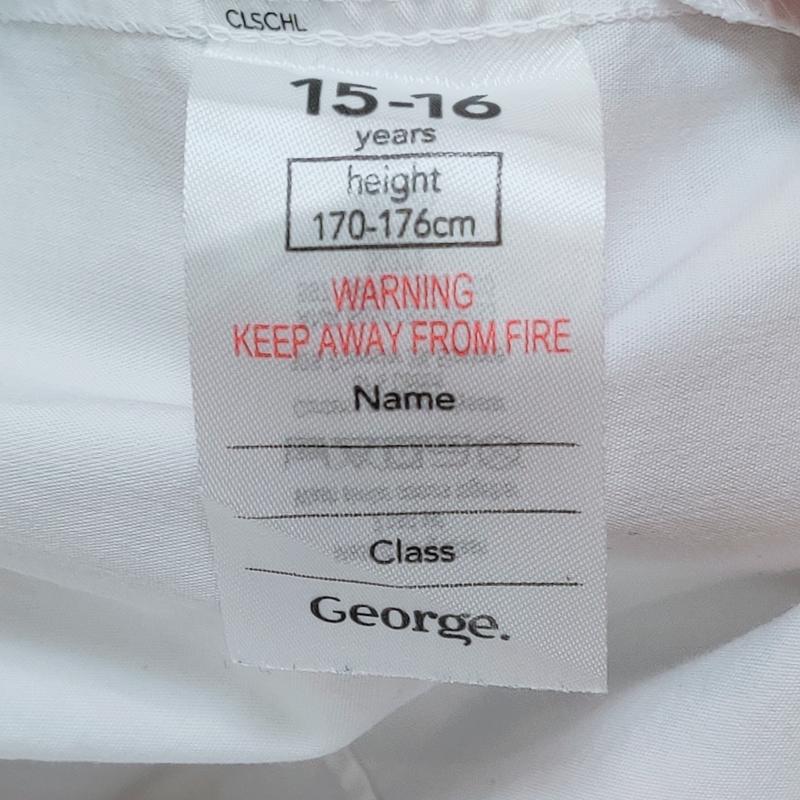 CLSCHL
15-16
years
height
170-176cm
WARNING
KEEP AWAY FROM FIRE
Name
Class
George.